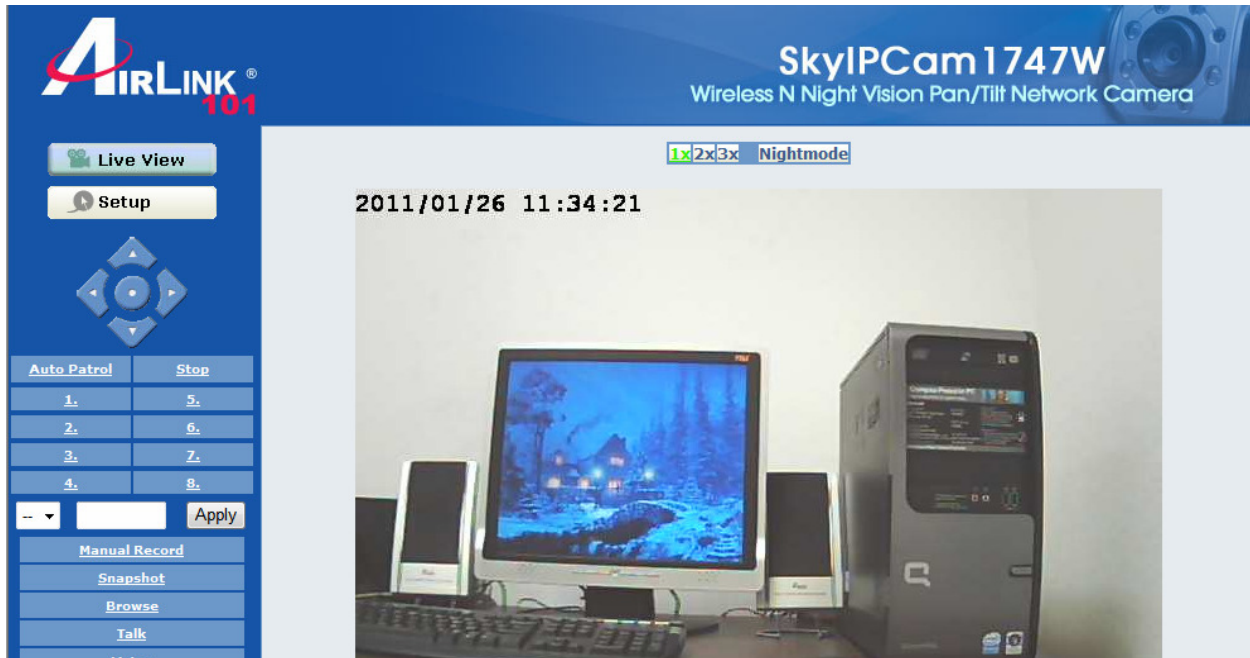 AIRLINK ®
101
SkyIPCam1747W
Wireless N Night Vision Pan/Tilt Network Camera
Live View
Setup
1x 2x 3x Nightmode
2011/01/26 11:34:21
Auto Patrol Stop
1. 5.
2. 6.
3. 7.
4. 8.
-- Apply
Manual Record
Snapshot
Browse
Talk